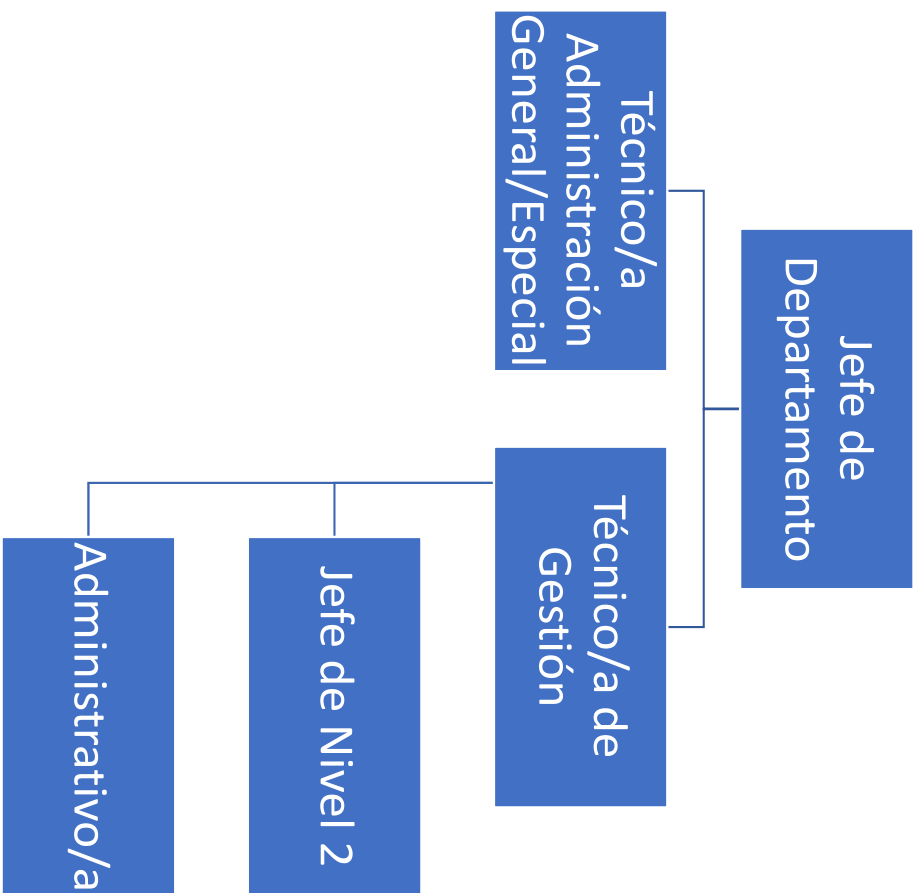 Jefe de
Departamento
Técnico/a
Administración
General/Especial
Técnico/a de
Gestión
Jefe de Nivel 2
Administrativo/a